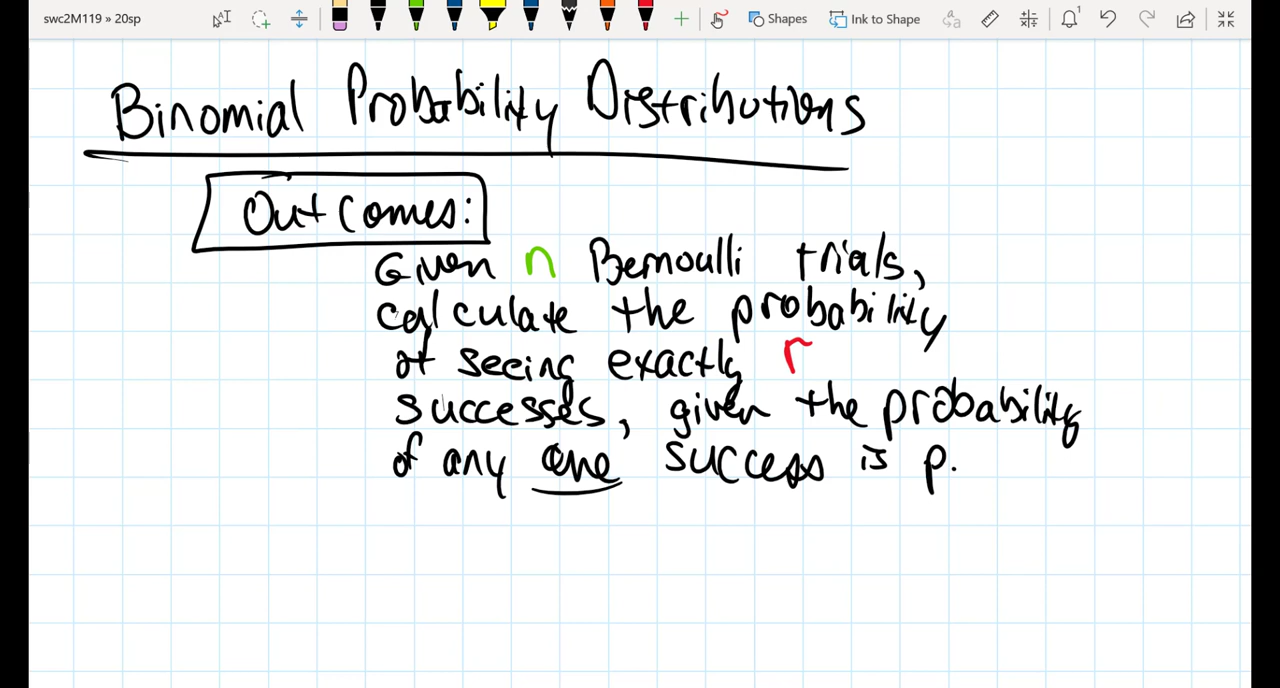 swc2M119 » 20sp
Shapes
Ink to Shape
1
Binomial Probability Distributions
Outcomes:
Given n Bernoulli trials,
calculate the probability
of seeing exactly r
successes, given the probability
of any one success is p.